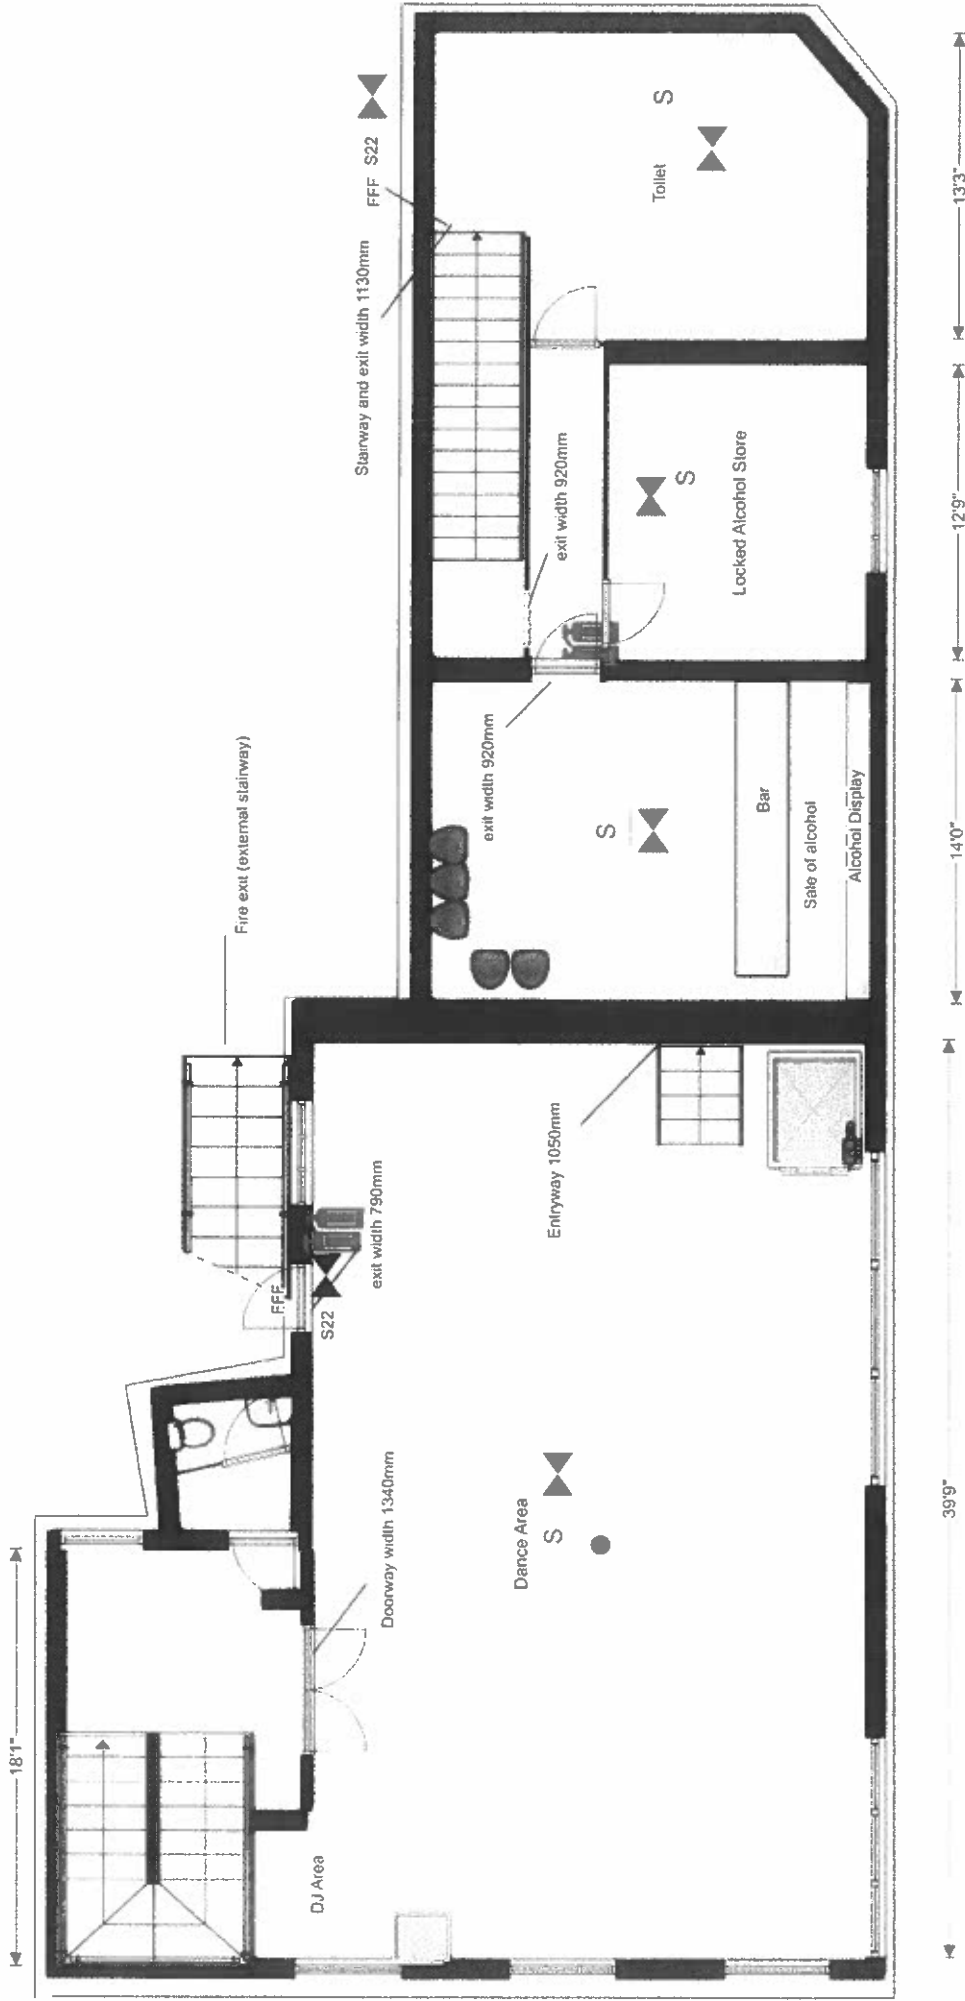 18'1"
DJ Area
Doorway width 1340mm
FFF
S22
exit width 790mm
Fire exit (external stairway)
Dance Area
S
Entryway 1050mm
39'9"
exit width 920mm
S
Bar
Sale of alcohol
Alcohol Display
14'0"
exit width 920mm
S
Locked Alcohol Store
12'9"
Stairway and exit width 1130mm
FFF S22
Toilet
S
13'3"